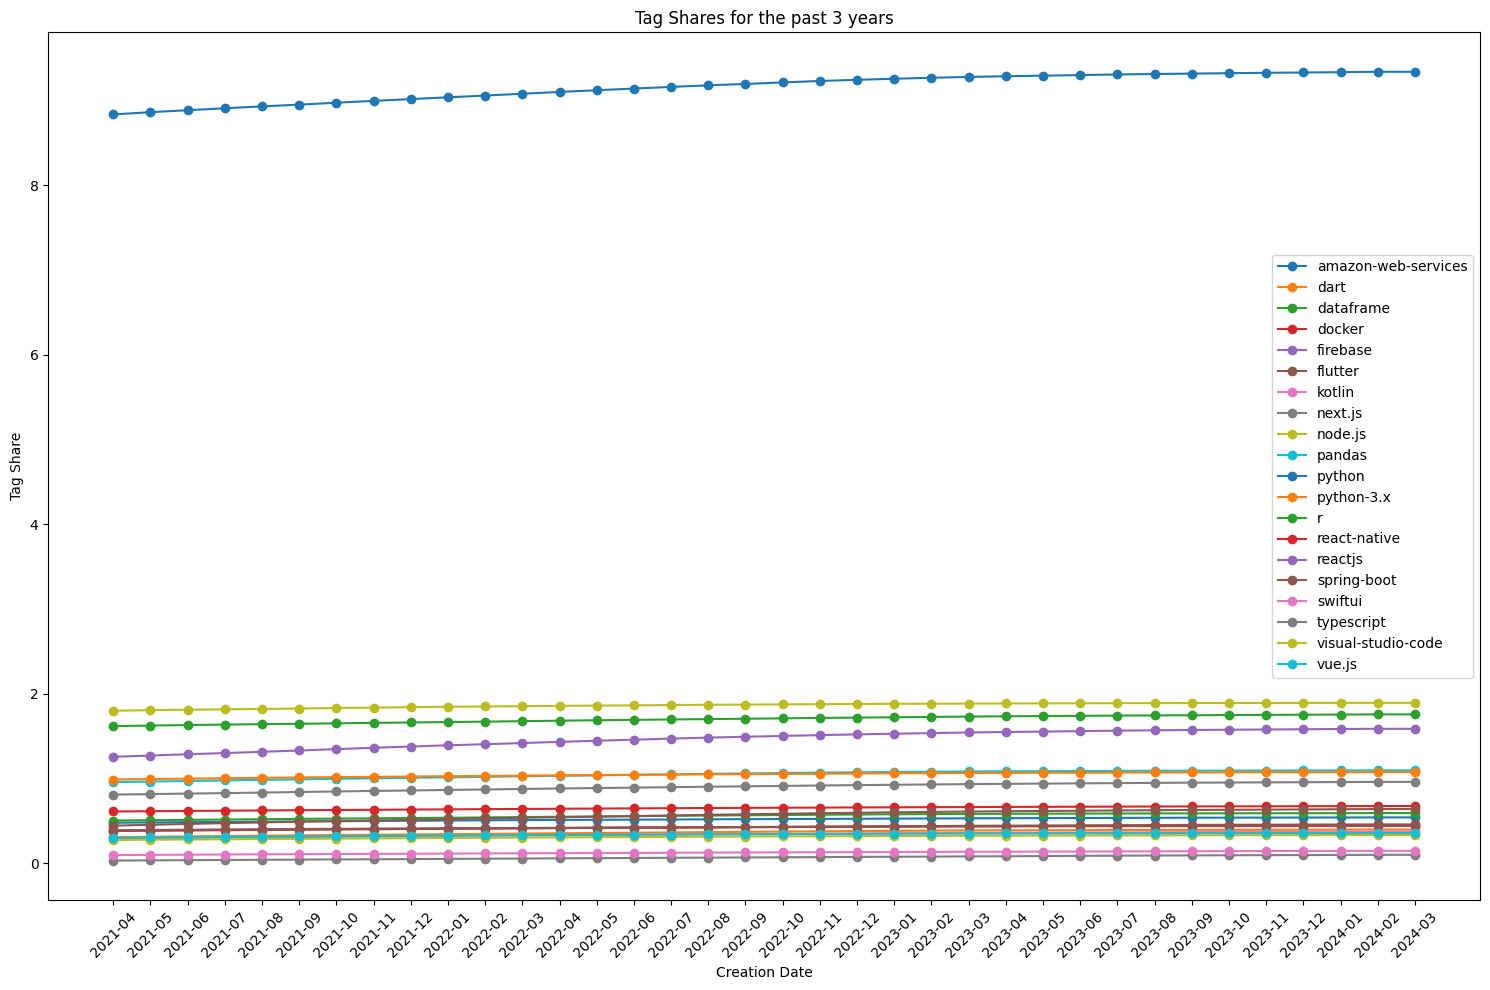 Tag Shares for the past 3 years
Tag Share
8
6
4
2
0
amazon-web-services
dart
dataframe
docker
firebase
flutter
kotlin
next.js
node.js
pandas
python
python-3.x
r
react-native
reactjs
spring-boot
swiftui
typescript
visual-studio-code
vue.js
2021-04
2021-05
2021-06
2021-07
2021-08
2021-09
2021-10
2021-11
2021-12
2022-01
2022-02
2022-03
2022-04
2022-05
2022-06
2022-07
2022-08
2022-09
2022-10
2022-11
2022-12
2023-01
2023-02
2023-03
2023-04
2023-05
2023-06
2023-07
2023-08
2023-09
2023-10
2023-11
2023-12
2024-01
2024-02
2024-03
Creation Date